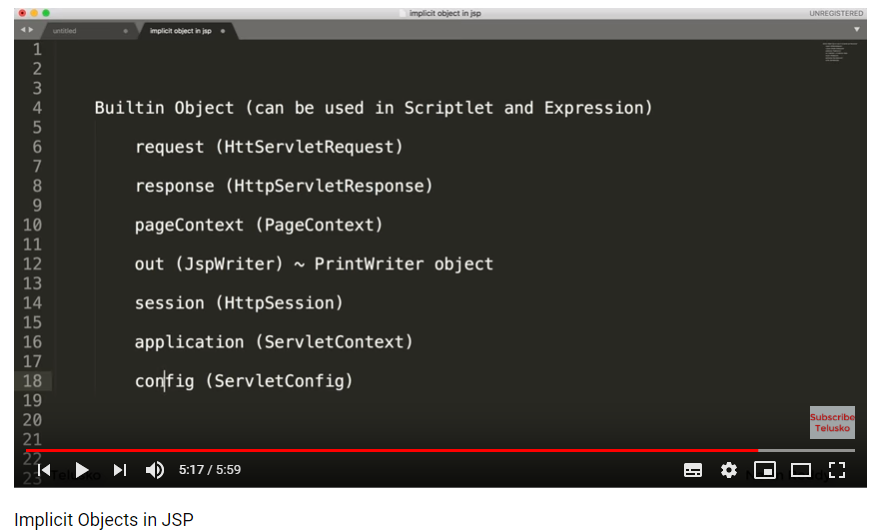 implicit object in jsp
UNREGISTERED
untitled
implicit object in jsp
1
2
3
4 Builtin Object (can be used in Scriptlet and Expression)
5
6 request (HttServletRequest)
7
8 response (HttpServletResponse)
9
10 pageContext (PageContext)
11
12 out (JspWriter) ~ PrintWriter object
13
14 session (HttpSession)
15
16 application (ServletContext)
17
18 config (ServletConfig)
19
20
Subscribe
Telusko
21
22
5:17 / 5:59
23 Telusko
Implicit Objects in JSP